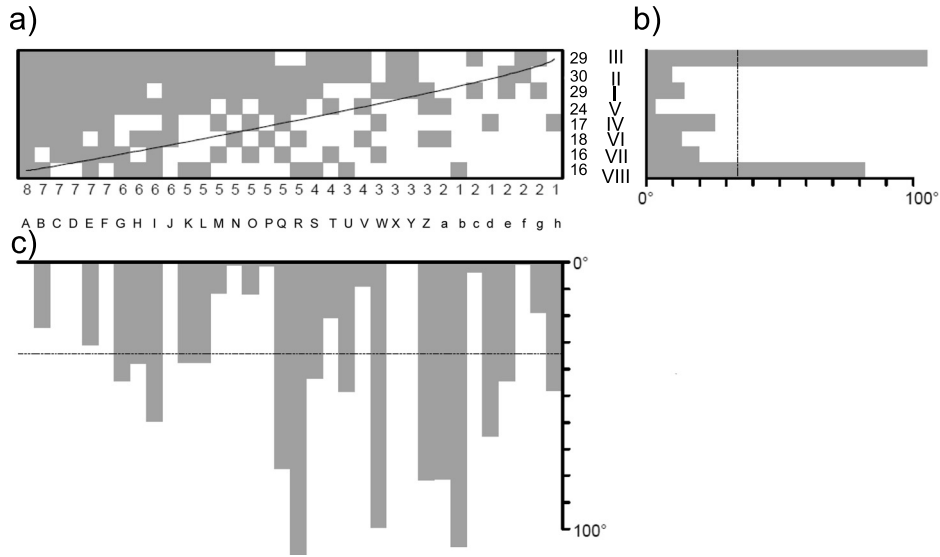 a)
b)
29
30
29
24
17
18
16
16
III
II
I
V
IV
VI
VII
VIII
8 7 7 7 7 7 6 6 6 6 5 5 5 5 5 5 5 5 4 4 3 4 3 3 3 3 2 1 2 1 2 2 2 1
0° 100°
A B C D E F G H I J K L M N O P Q R S T U V W X Y Z a b c d e f g h
c)
0°
100°